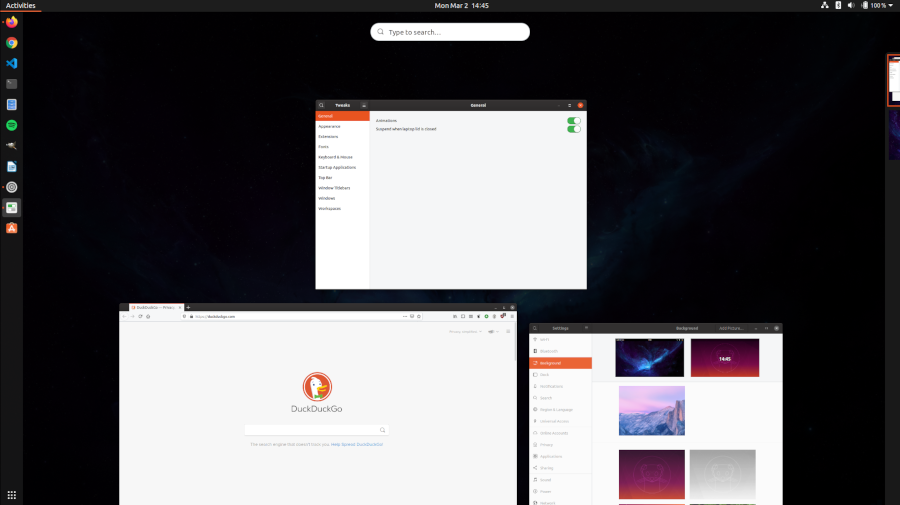 Activities
Mon Mar 2 14:45
100%
Type to search...
Tweaks
General
General
Appearance
Extensions
Fonts
Keyboard & Mouse
Startup Applications
Top Bar
Window Titlebars
Windows
Workspaces
Animations
Suspend when laptop lid is closed
DuckDuckGo — Privacy,
https://duckduckgo.com
DuckDuckGo
The search engine that doesn't track you. Help Spread DuckDuckGo!
Settings
Background
Add Picture...
Wi-Fi
Bluetooth
Background
Dock
Notifications
Search
Region & Language
Universal Access
Online Accounts
Privacy
Applications
Sharing
Sound
Power
Network
14:45